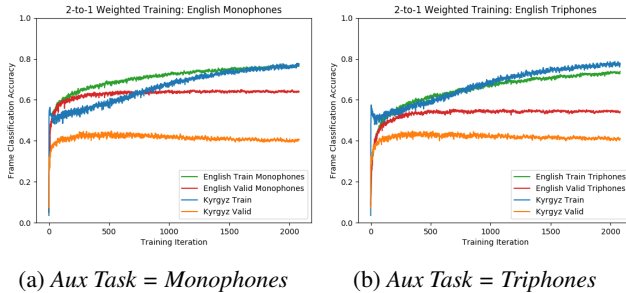 2-to-1 Weighted Training: English Monophones
1.0
0.8
0.6
0.4
0.2
0.0
Frame Classification Accuracy
0
500
1000
1500
2000
Training Iteration
English Train Monophones
English Valid Monophones
Kyrgyz Train
Kyrgyz Valid
(a) Aux Task = Monophones
2-to-1 Weighted Training: English Triphones
1.0
0.8
0.6
0.4
0.2
0.0
Frame Classification Accuracy
0
500
1000
1500
2000
Training Iteration
English Train Triphones
English Valid Triphones
Kyrgyz Train
Kyrgyz Valid
(b) Aux Task = Triphones